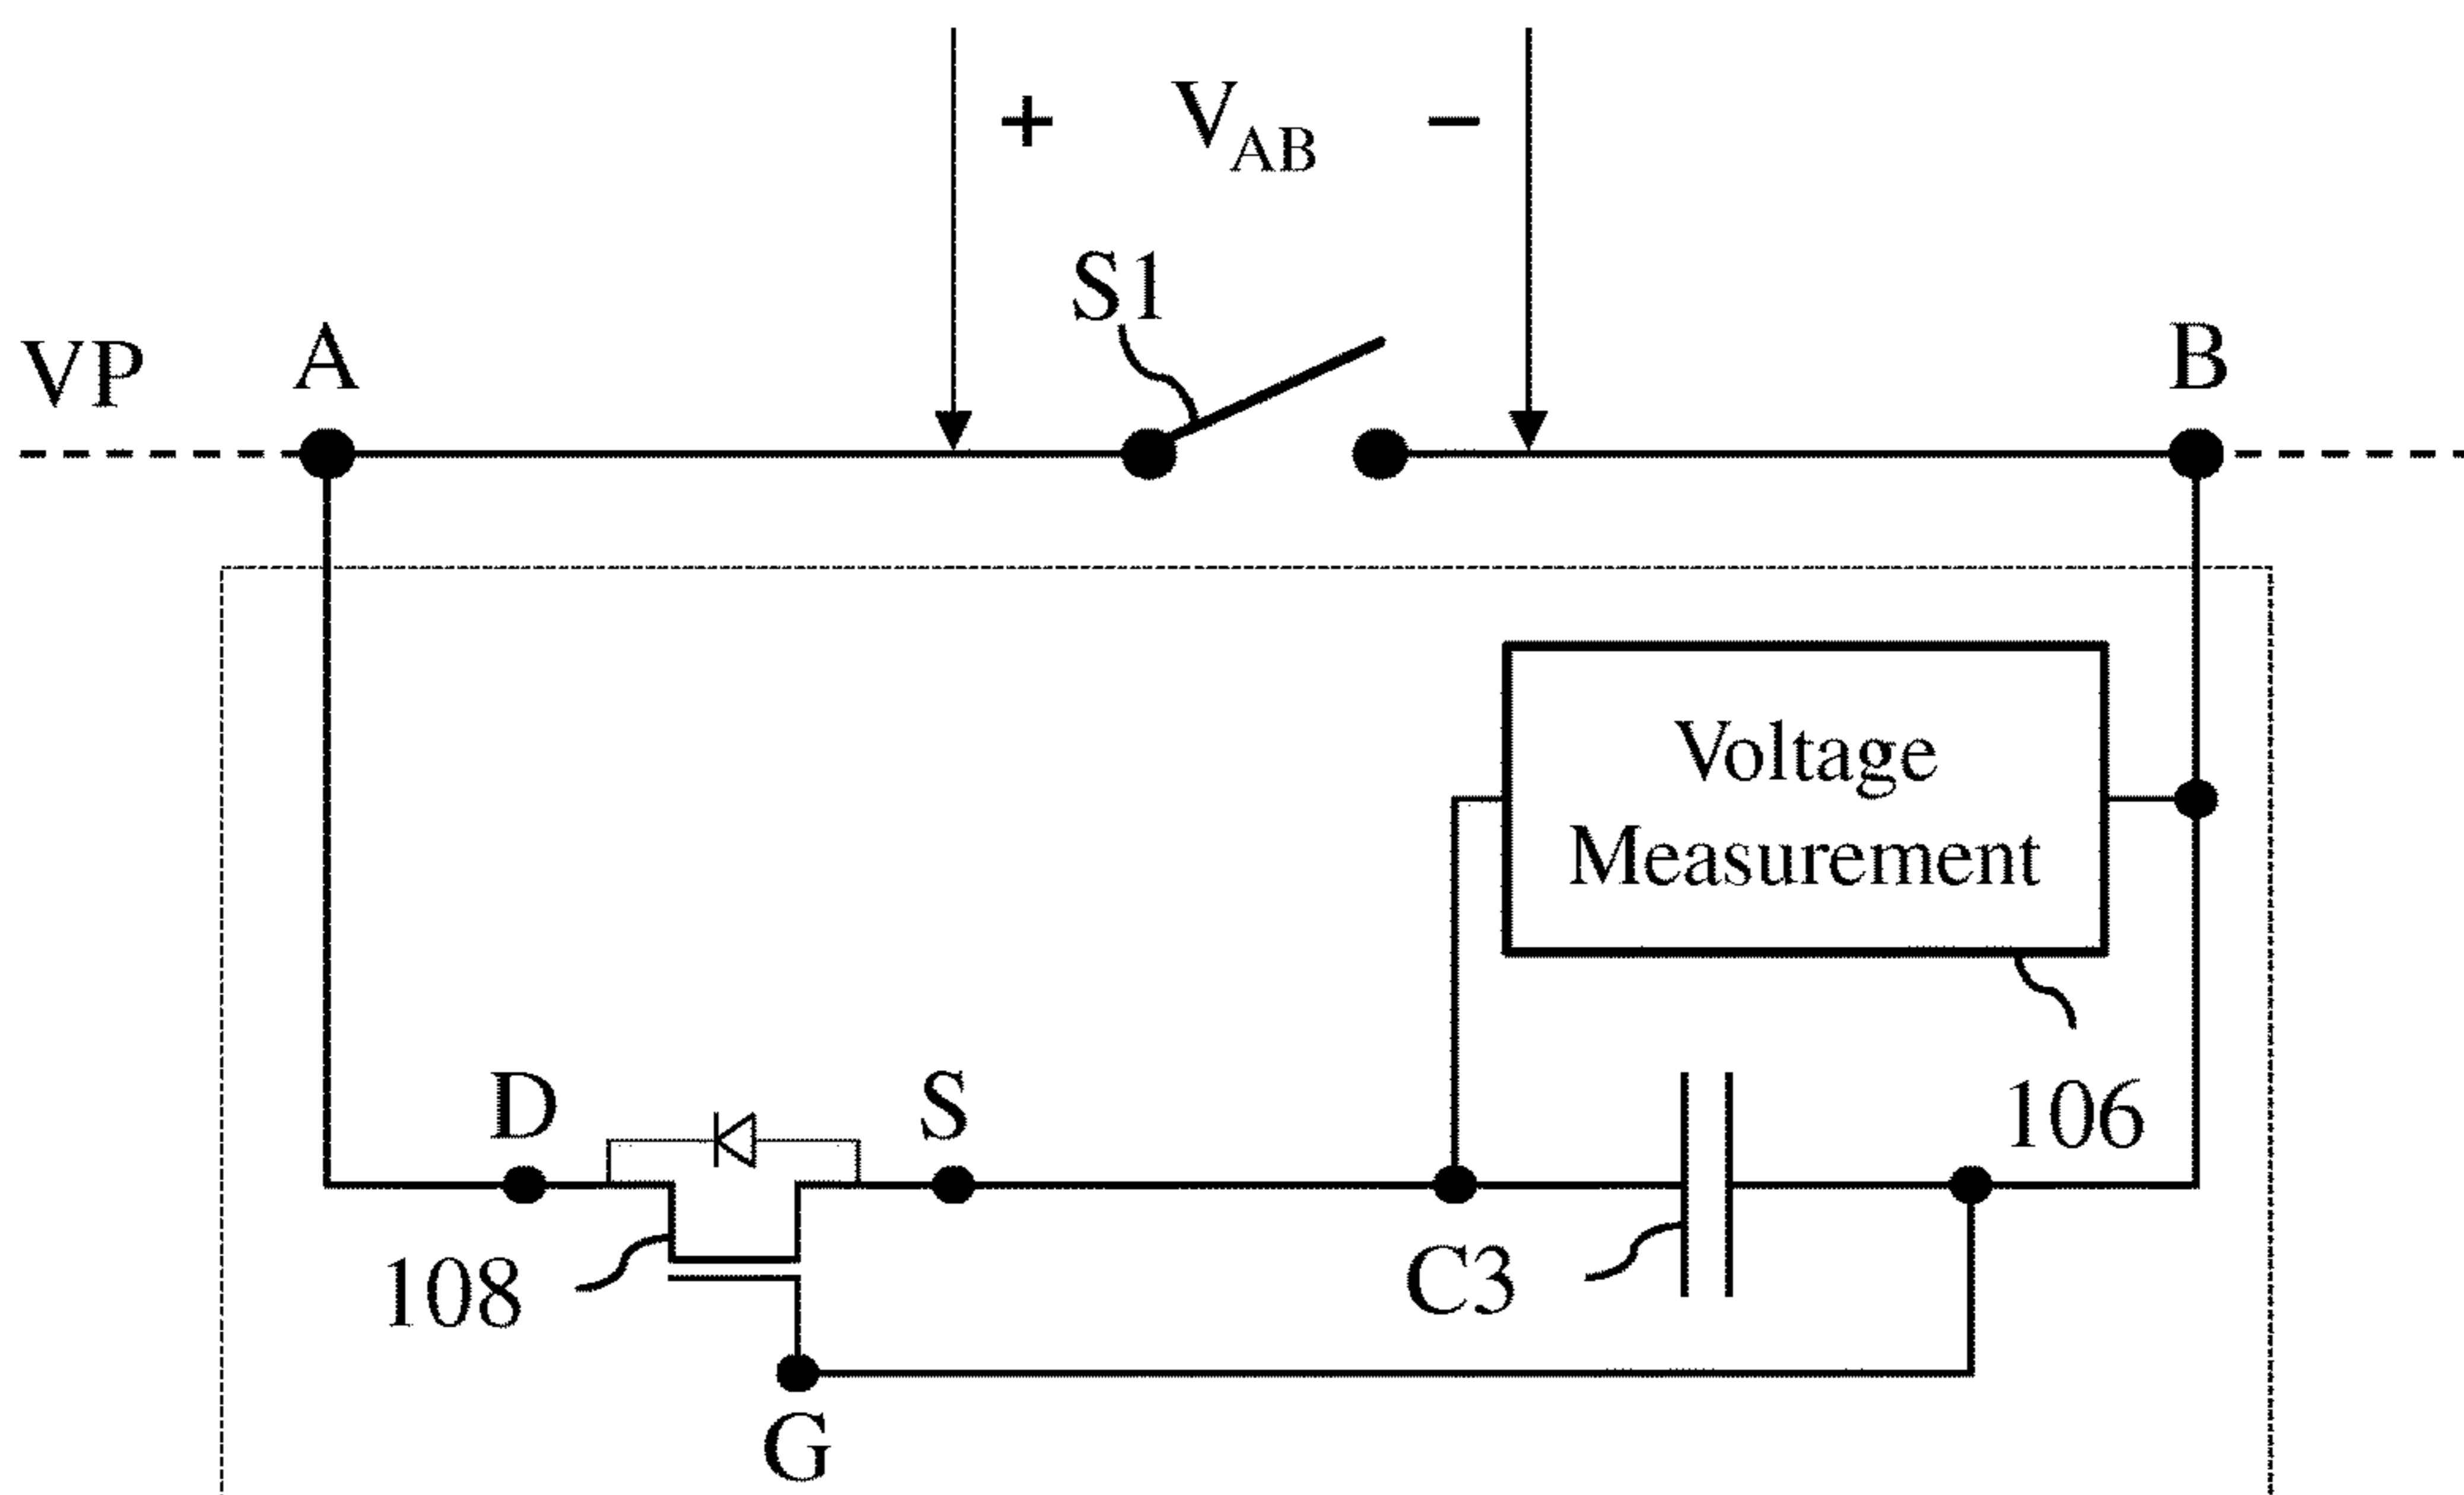 + V_AB −
S1
VP A B
Voltage
Measurement
D S 106
108 C3
G